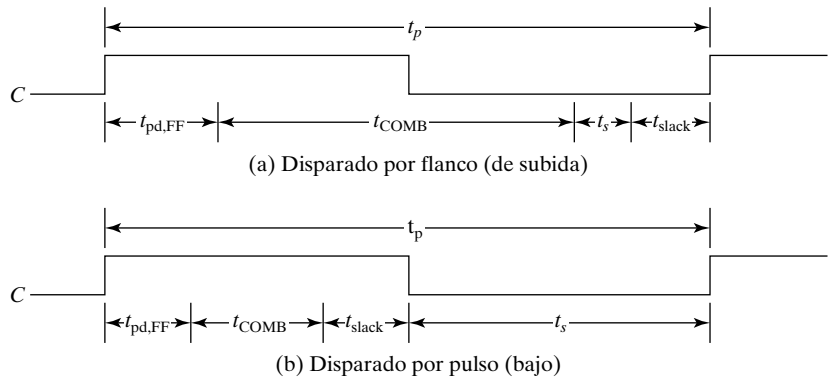 t_p
C
t_pd,FF t_COMB t_s t_slack
(a) Disparado por flanco (de subida)
t_p
C
t_pd,FF t_COMB t_slack t_s
(b) Disparado por pulso (bajo)